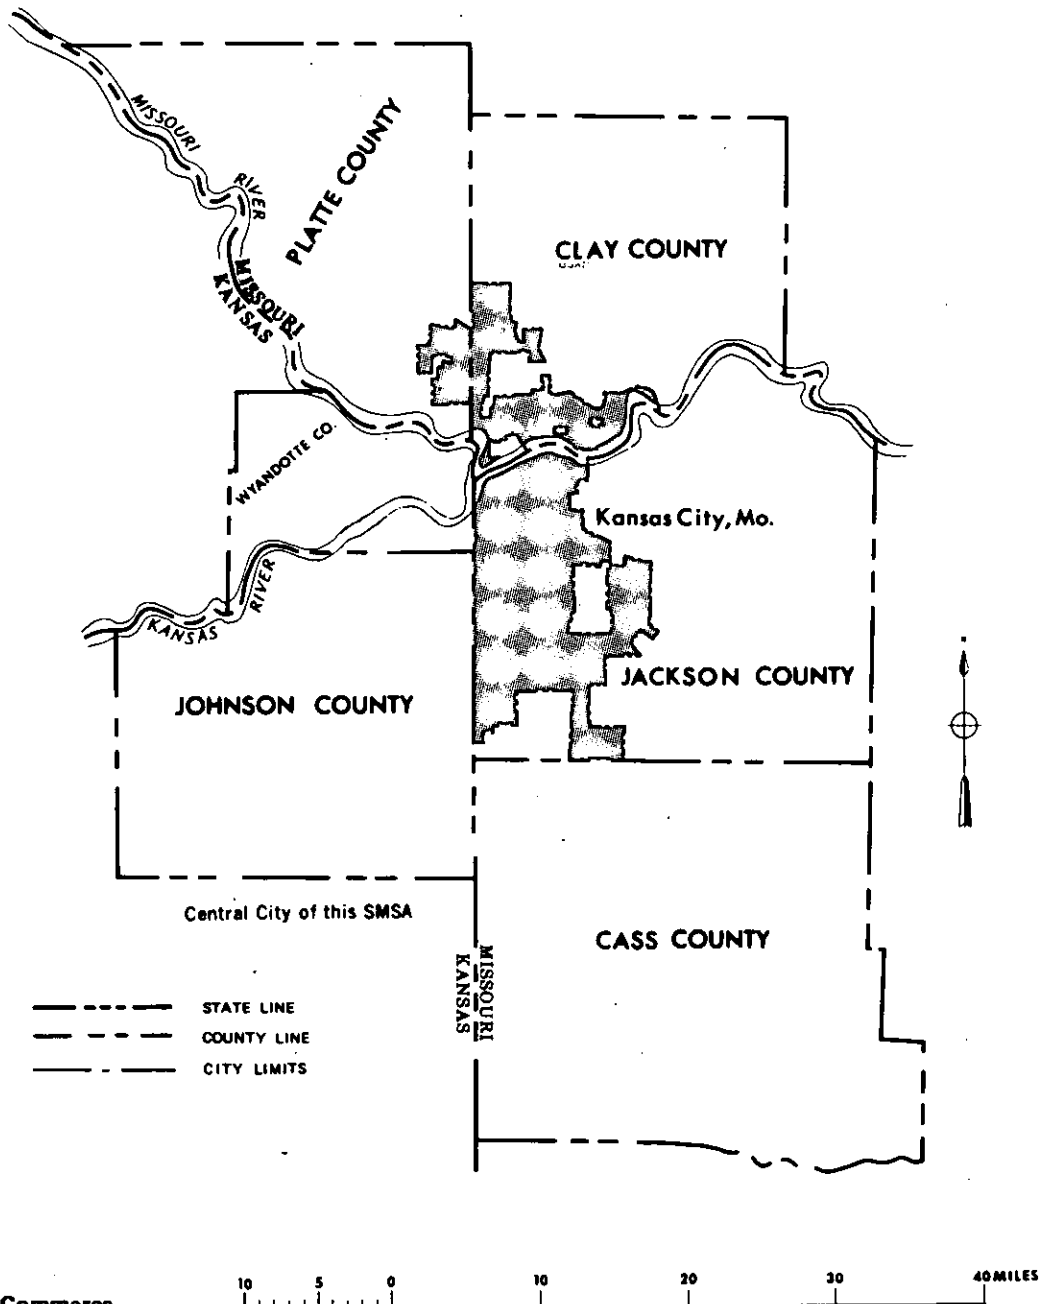 MISSOURI
RIVER
PLATTE COUNTY
CLAY COUNTY
MISSOURI
KANSAS
WYANDOTTE CO.
Kansas City, Mo.
RIVER
KANSAS
JACKSON COUNTY
JOHNSON COUNTY
Central City of this SMSA
CASS COUNTY
MISSOURI
KANSAS
STATE LINE
COUNTY LINE
CITY LIMITS
10 5 0 10 20 30 40 MILES
Commerce